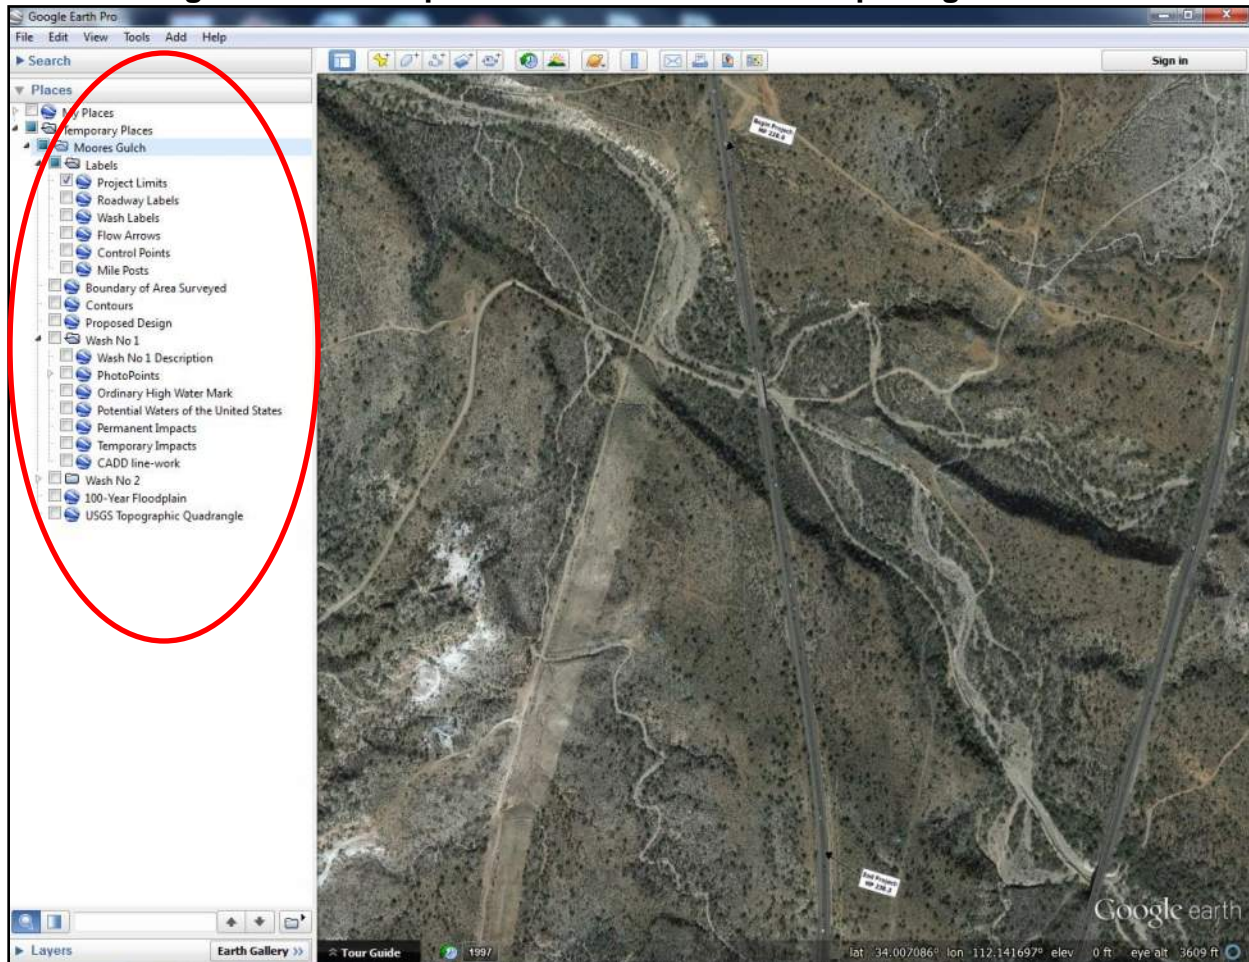 Google Earth Pro
File Edit View Tools Add Help
Search
Sign in
Places
My Places
Temporary Places
Moores Gulch
Labels
Project Limits
Roadway Labels
Wash Labels
Flow Arrows
Control Points
Mile Posts
Boundary of Area Surveyed
Contours
Proposed Design
Wash No 1
Wash No 1 Description
PhotoPoints
Ordinary High Water Mark
Potential Waters of the United States
Permanent Impacts
Temporary Impacts
CADD line-work
Wash No 2
100-Year Floodplain
USGS Topographic Quadrangle
Begin Project
End Project
Google earth
Layers
Earth Gallery >>
Tour Guide
1997
lat 34.007086° lon -112.141697° elev 0 ft eye alt 3609 ft